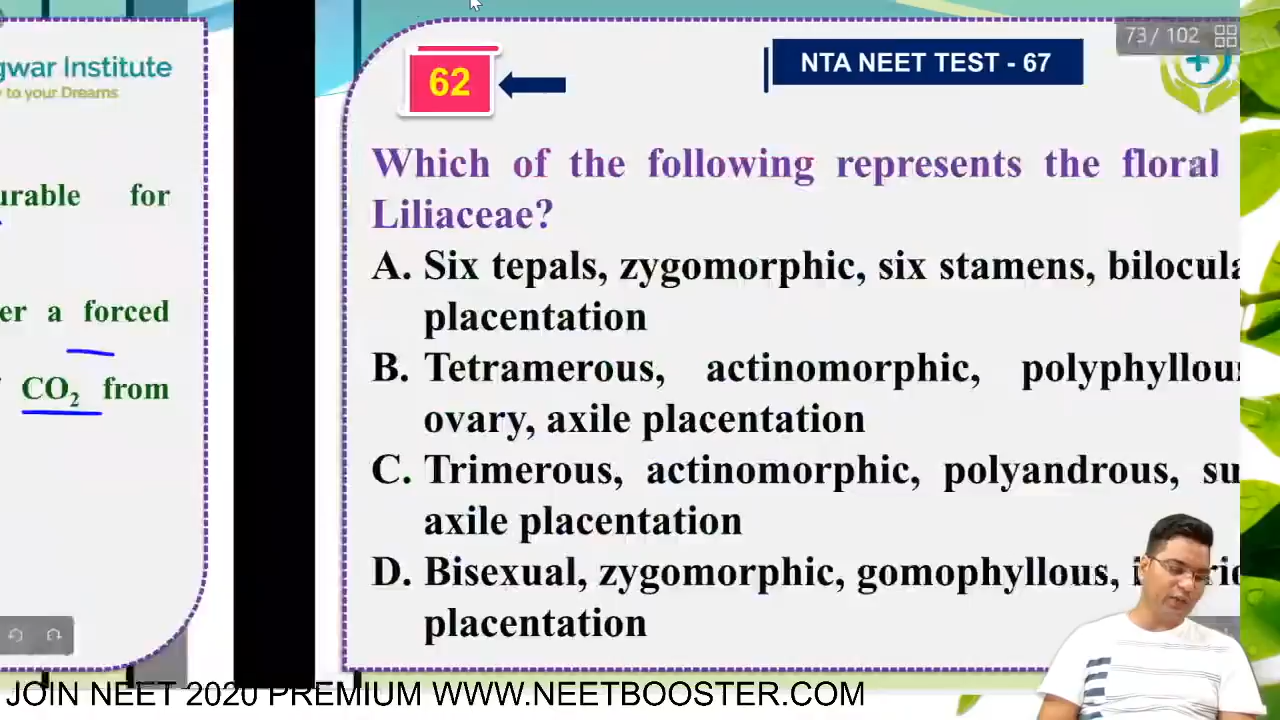 gwar Institute
to your Dreams
for
er a forced
CO2 from
73 / 102
62
NTA NEET TEST - 67
Which of the following represents the floral
Liliaceae?
A. Six tepals, zygomorphic, six stamens, bilocula
placentation
B. Tetramerous, actinomorphic, polyphyllou
ovary, axile placentation
C. Trimerous, actinomorphic, polyandrous, su
axile placentation
D. Bisexual, zygomorphic, gomophyllous,
placentation
JOIN NEET 2020 PREMIUM WWW.NEETBOOSTER.COM